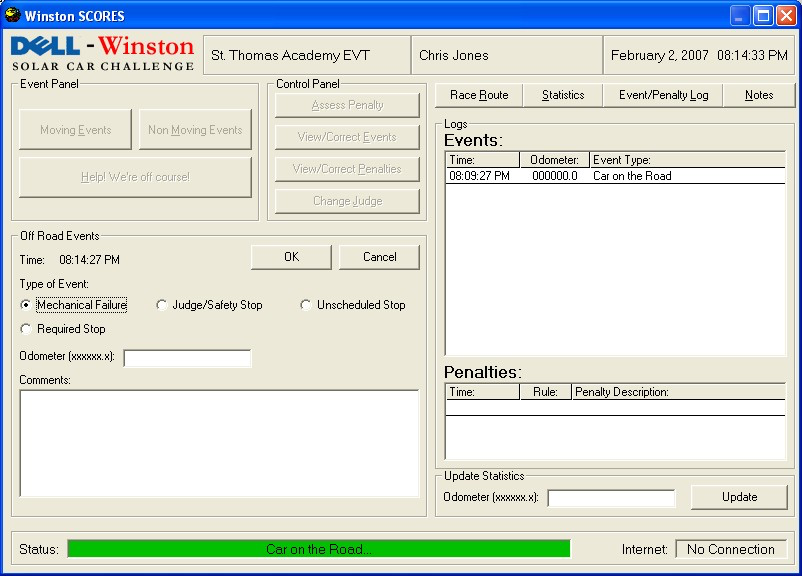 Winston SCORES
DELL - Winston
SOLAR CAR CHALLENGE
St. Thomas Academy EVT
Chris Jones
February 2, 2007 08:14:33 PM
Event Panel
Moving Events
Non Moving Events
Help! We're off course!
Control Panel
Assess Penalty
View/Correct Events
View/Correct Penalties
Change Judge
Race Route
Statistics
Event/Penalty Log
Notes
Off Road Events
Time: 08:14:27 PM
OK
Cancel
Type of Event:
Mechanical Failure
Judge/Safety Stop
Unscheduled Stop
Required Stop
Odometer (xxxxxx.x):
Comments:
Logs
Events:
Time: Odometer: Event Type:
08:09:27 PM 000000.0 Car on the Road
Penalties:
Time: Rule: Penalty Description:
Update Statistics
Odometer (xxxxxx.x):
Update
Status:
Car on the Road...
Internet:
No Connection